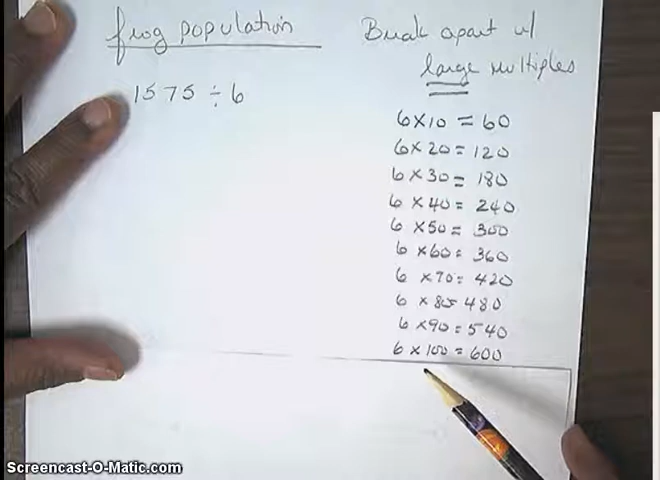 frog population
1575 ÷ 6
Break apart w/
large multiples
6 × 10 = 60
6 × 20 = 120
6 × 30 = 180
6 × 40 = 240
6 × 50 = 300
6 × 60 = 360
6 × 70 = 420
6 × 80 = 480
6 × 90 = 540
6 × 100 = 600
Screencast-O-Matic.com